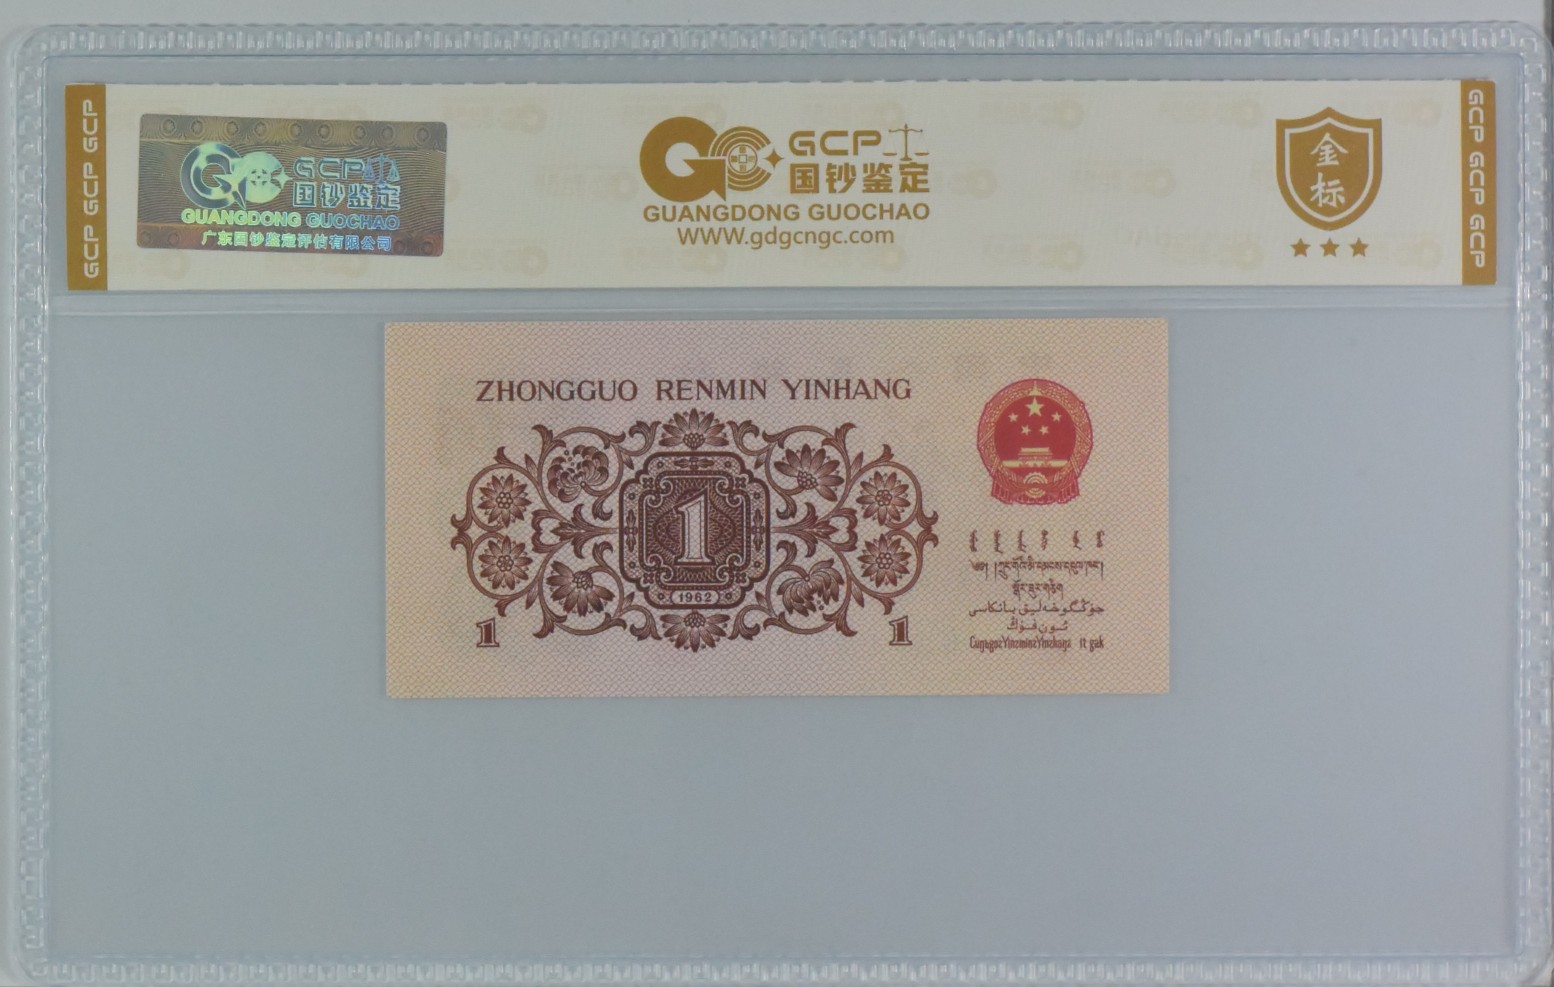 GCP GCP GCP
GCP
国钞鉴定
GUANGDONG GUOCHAO
广东国钞鉴定评估有限公司
GCP
国钞鉴定
GUANGDONG GUOCHAO
WWW.gdgcngc.com
金
标
GCP GCP GCP
ZHONGGUO RENMIN YINHANG
1
1962
1
1
جۇڭگوخەلىق بانكاسى